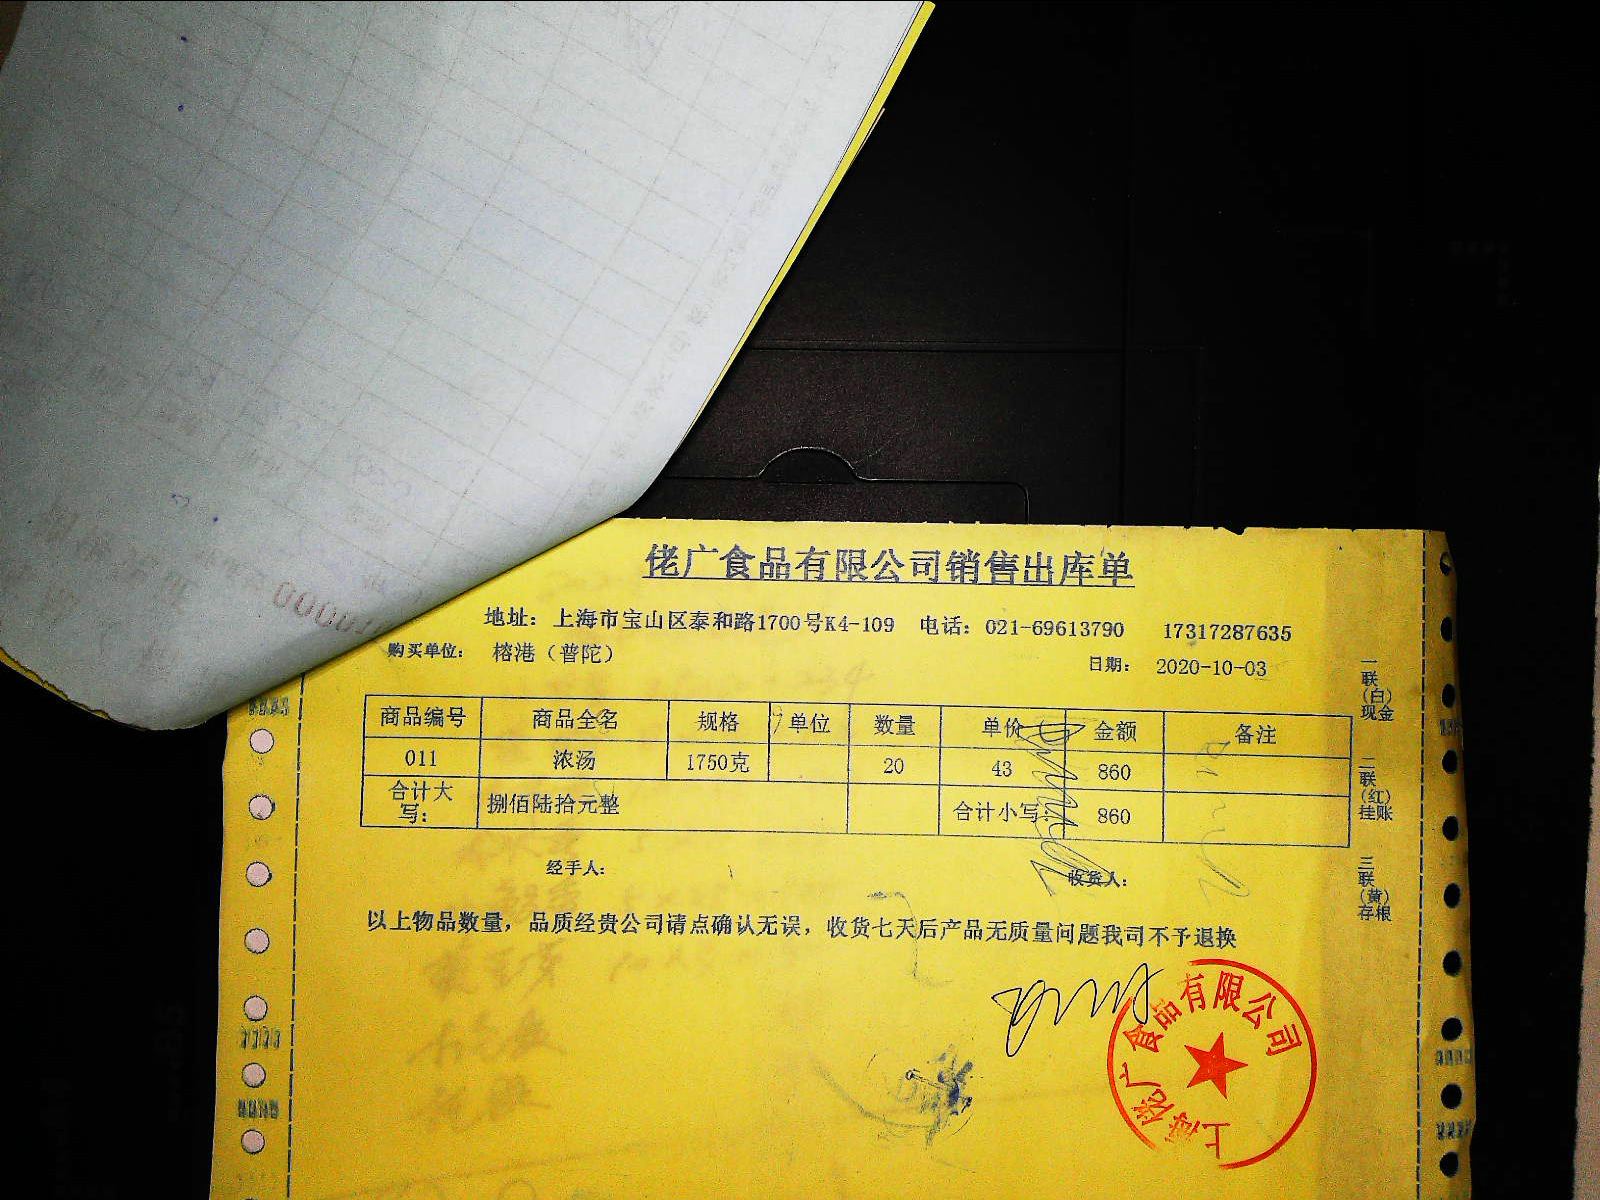 佬广食品有限公司销售出库单
地址：上海市宝山区泰和路1700号K4-109 电话：021-69613790 17317287635
购买单位： 榕港（普陀） 日期： 2020-10-03
商品编号 商品全名 规格 单位 数量 单价 金额 备注
011 浓汤 1750克 20 43 860
合计大写： 捌佰陆拾元整 合计小写： 860
经手人： 收货人：
以上物品数量，品质经贵公司请点确认无误，收货七天后产品无质量问题我司不予退换
一联（白）现金
二联（红）挂账
三联（黄）存根
上海佬广食品有限公司